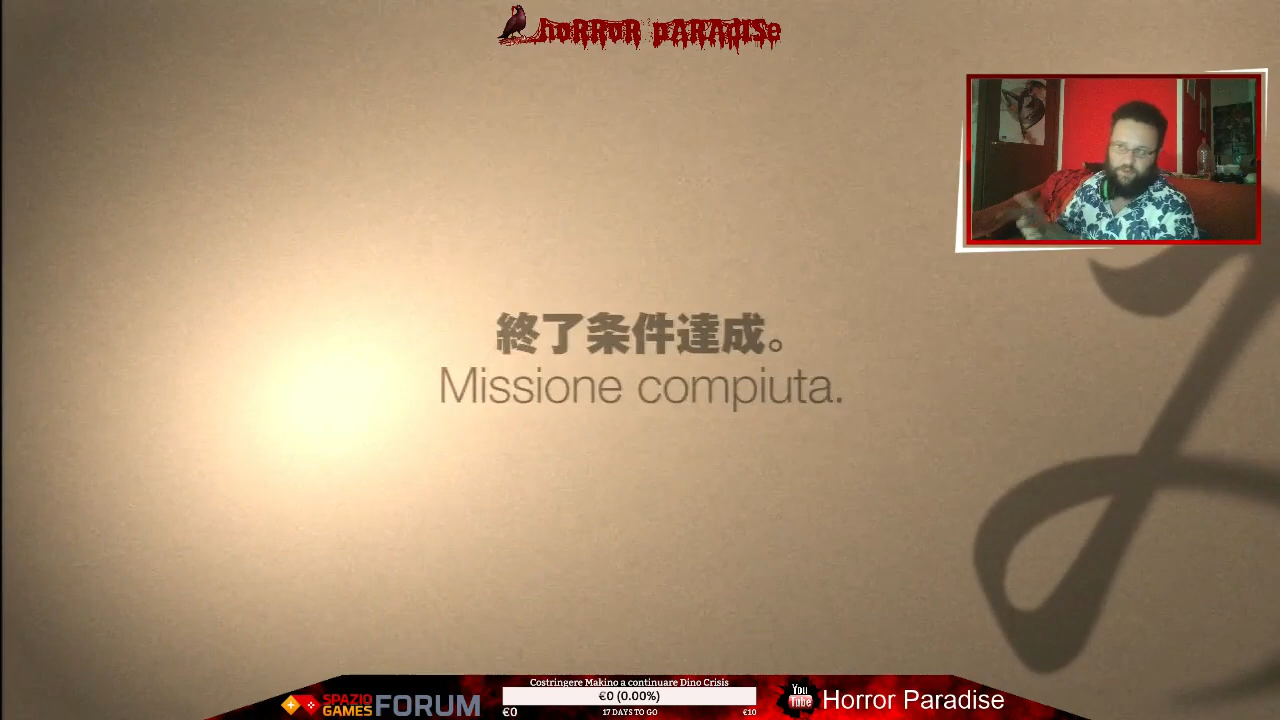 hoRRoR pARAdISe
終了条件達成。
Missione compiuta.
Costringere Makino a continuare Dino Crisis
€0 (0.00%)
€0
17 DAYS TO GO
€10
SPAZIO
GAMES
FORUM
You
Tube
Horror Paradise